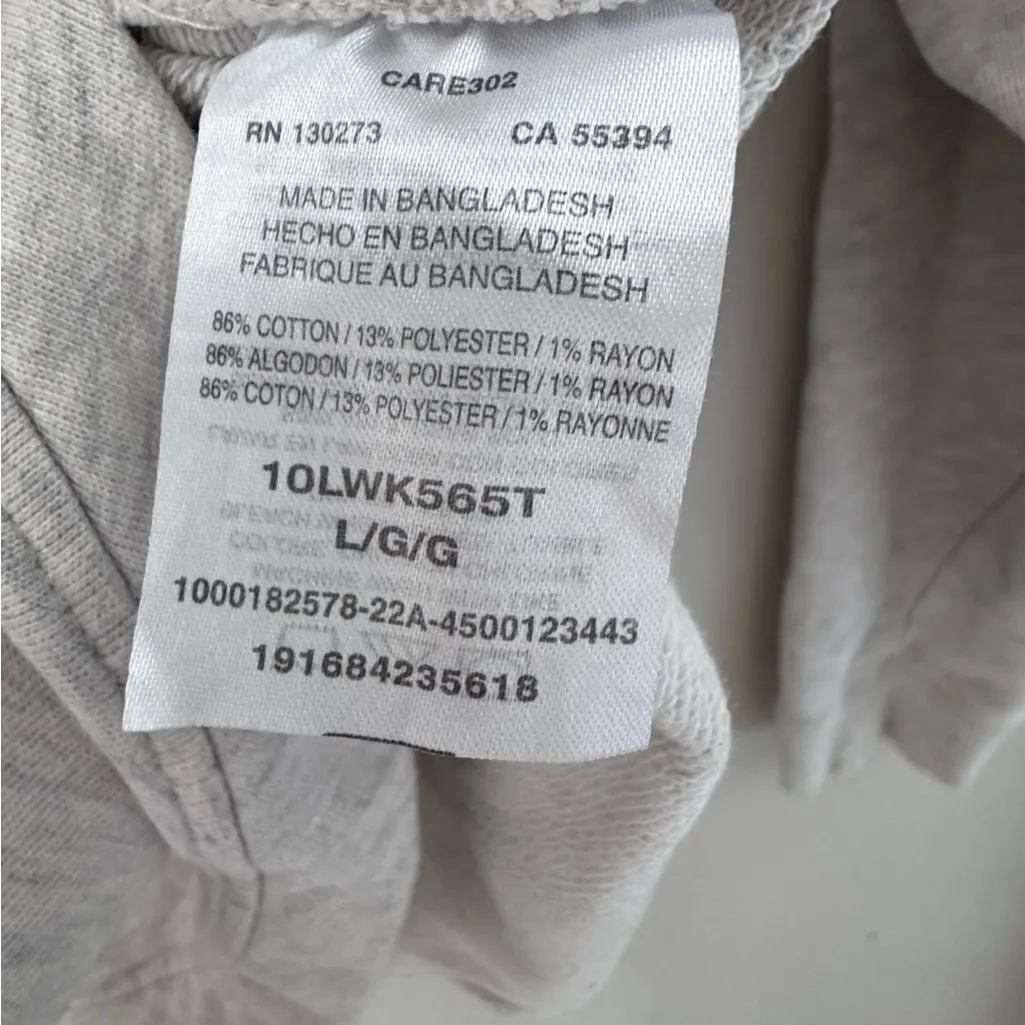 CARE302
RN 130273 CA 55394
MADE IN BANGLADESH
HECHO EN BANGLADESH
FABRIQUE AU BANGLADESH
86% COTTON / 13% POLYESTER / 1% RAYON
86% ALGODON / 13% POLIESTER / 1% RAYON
86% COTON / 13% POLYESTER / 1% RAYONNE
10LWK565T
L/G/G
1000182578-22A-4500123443
191684235618